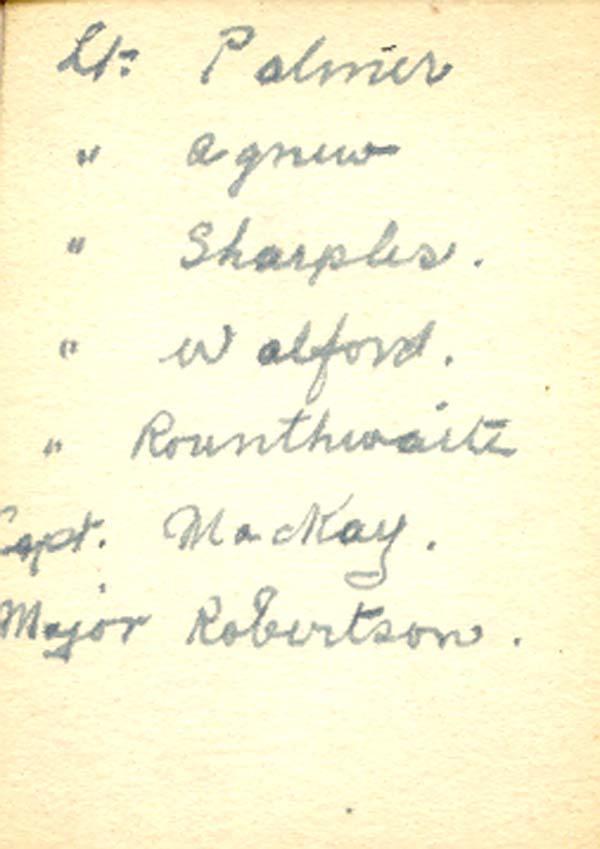 Lt. Palmer
" Agnew
" Sharples.
" Walford.
" Rounthwaite
Capt. MacKay.
Major Robertson.